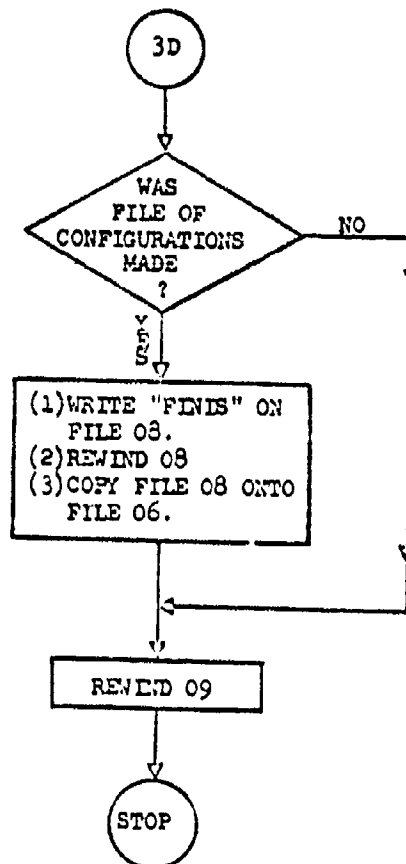 3D
WAS
FILE OF
CONFIGURATIONS
MADE
?
NO
YES
(1)WRITE "FINIS" ON
FILE 08.
(2)REWIND 08
(3)COPY FILE 08 ONTO
FILE 06.
REWIND 09
STOP